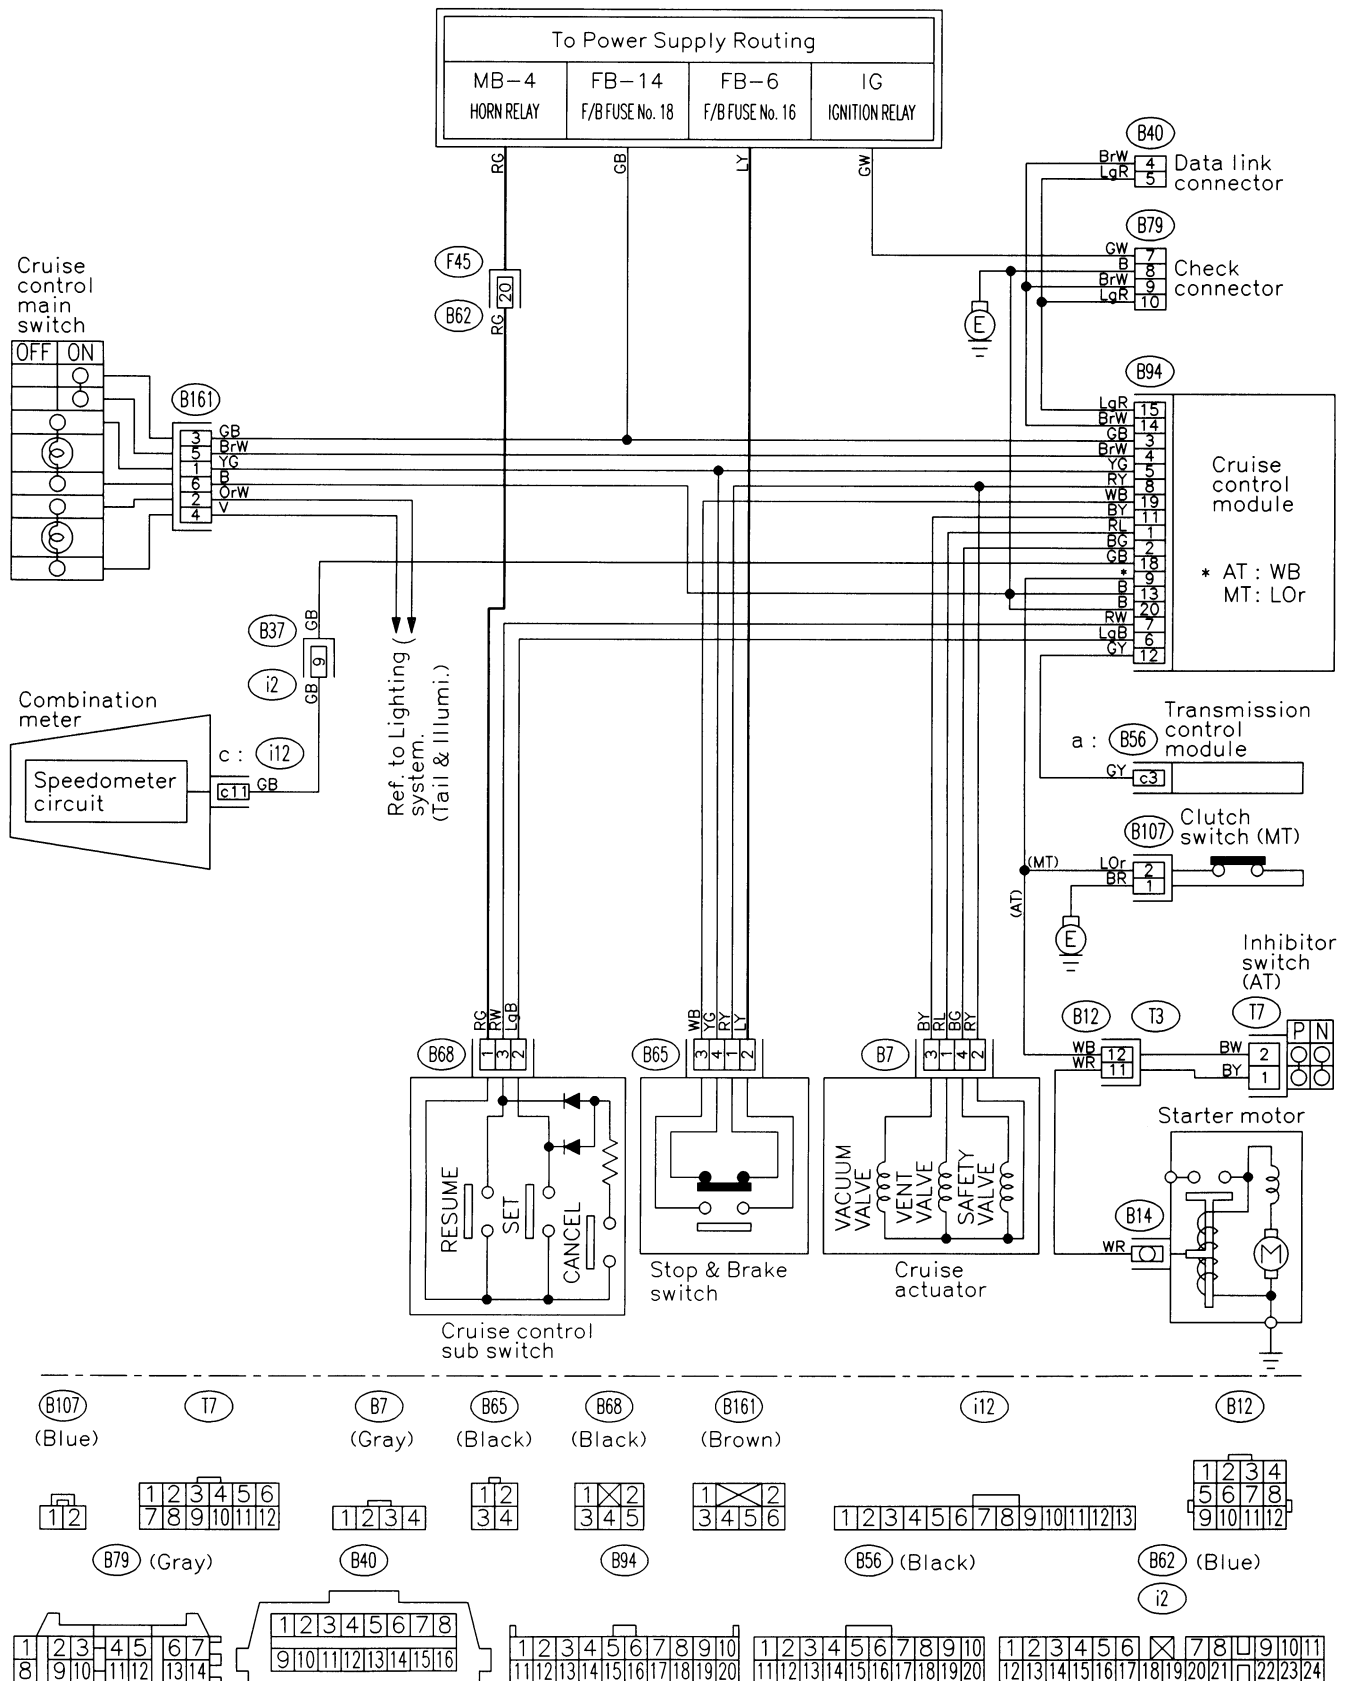 To Power Supply Routing
MB-4 FB-14 FB-6 IG
HORN RELAY F/B FUSE No. 18 F/B FUSE No. 16 IGNITION RELAY
RG GB LY GW
B40
BrW 4 Data link
LgR 5 connector
B79
GW 7
B 8 Check
BrW 9 connector
LgR 10
F45
20
B62
RG
Cruise
control
main
switch
OFF ON
B161
3 GB
5 BrW
1 YG
6 B
2 OrW
4 V
E
B94
LgR 15
BrW 14
GB 3
BrW 4
YG 5
RY 8
WB 19
BY 11
RL 1
BG 2
GB 18
* 9
B 13
B 20
RW 7
LgB 6
GY 12
Cruise
control
module
* AT : WB
MT : LOr
GB
B37
9
i2
GB
Ref. to Lighting (
system.
(Tail & Illumi.)
Combination
meter
Speedometer
circuit
c : i12
c11 GB
Transmission
control
module
a : B56
GY c3
Clutch
switch (MT)
B107
(MT) LOr 2
BR 1
(AT)
E
Inhibitor
switch
(AT)
B12 T3 T7 P N
WB 12 BW 2
WR 11 BY 1
RG RW LgB
B68 1 3 2
WB YG RY LY
B65 3 4 1 2
BY RL BG RY
B7 3 1 4 2
RESUME
SET
CANCEL
Cruise control
sub switch
Stop & Brake
switch
VACUUM
VALVE
VENT
VALVE
SAFETY
VALVE
Cruise
actuator
Starter motor
B14
WR
M
B107 T7 B7 B65 B68 B161 i12 B12
(Blue) (Gray) (Black) (Black) (Brown)
1 2
1 2 3 4 5 6
7 8 9 10 11 12
1 2 3 4
1 2
3 4
1 2
3 4 5
1 2
3 4 5 6
1 2 3 4 5 6 7 8 9 10 11 12 13
1 2 3 4
5 6 7 8
9 10 11 12
B79 (Gray) B40 B94 B56 (Black) B62 (Blue)
i2
1 2 3 4 5 6 7
8 9 10 11 12 13 14
1 2 3 4 5 6 7 8
9 10 11 12 13 14 15 16
1 2 3 4 5 6 7 8 9 10
11 12 13 14 15 16 17 18 19 20
1 2 3 4 5 6 7 8 9 10
11 12 13 14 15 16 17 18 19 20
1 2 3 4 5 6 7 8 9 10 11
12 13 14 15 16 17 18 19 20 21 22 23 24